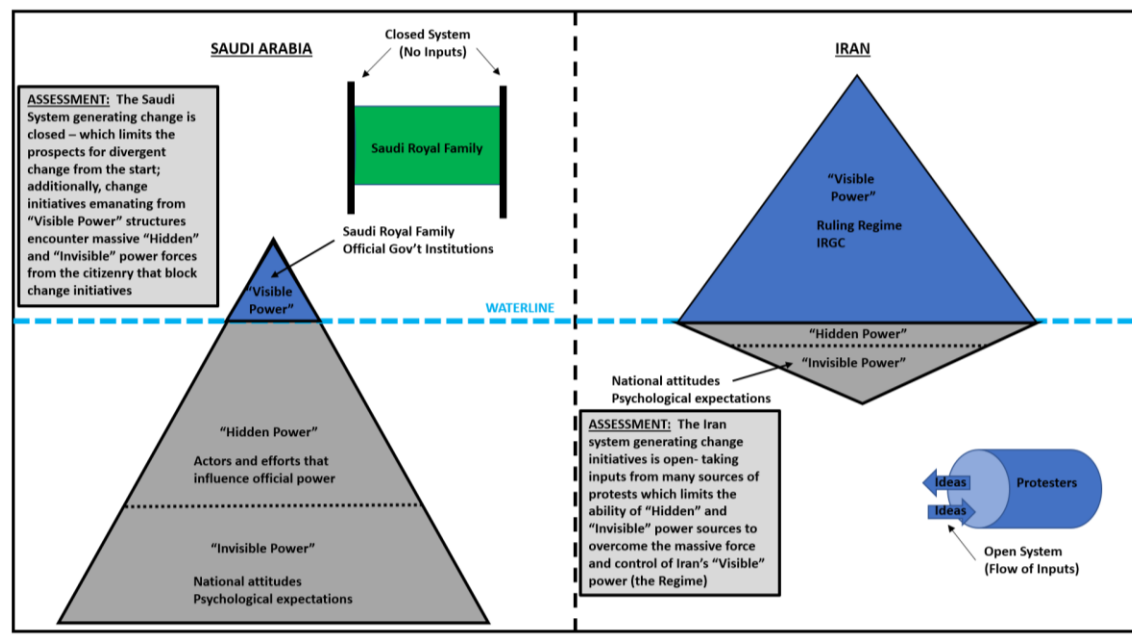 SAUDI ARABIA
Closed System
(No Inputs)
ASSESSMENT: The Saudi
System generating change is
closed – which limits the
prospects for divergent
change from the start;
additionally, change
initiatives emanating from
“Visible Power” structures
encounter massive “Hidden”
and “Invisible” power forces
from the citizenry that block
change initiatives
Saudi Royal Family
Saudi Royal Family
Official Gov’t Institutions
“Visible
Power”
WATERLINE
“Hidden Power”
Actors and efforts that
influence official power
“Invisible Power”
National attitudes
Psychological expectations
IRAN
“Visible
Power”
Ruling Regime
IRGC
“Hidden Power”
“Invisible Power”
National attitudes
Psychological expectations
ASSESSMENT: The Iran
system generating change
initiatives is open- taking
inputs from many sources of
protests which limits the
ability of “Hidden” and
“Invisible” power sources to
overcome the massive force
and control of Iran’s “Visible”
power (the Regime)
Ideas
Protesters
Ideas
Open System
(Flow of Inputs)